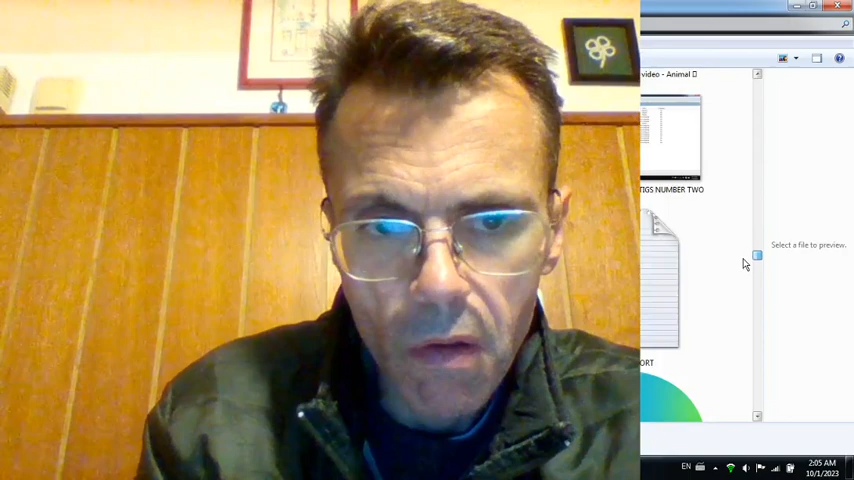 video - Animal
TIGS NUMBER TWO
Select a file to preview.
ORT
EN
2:05 AM
10/1/2023